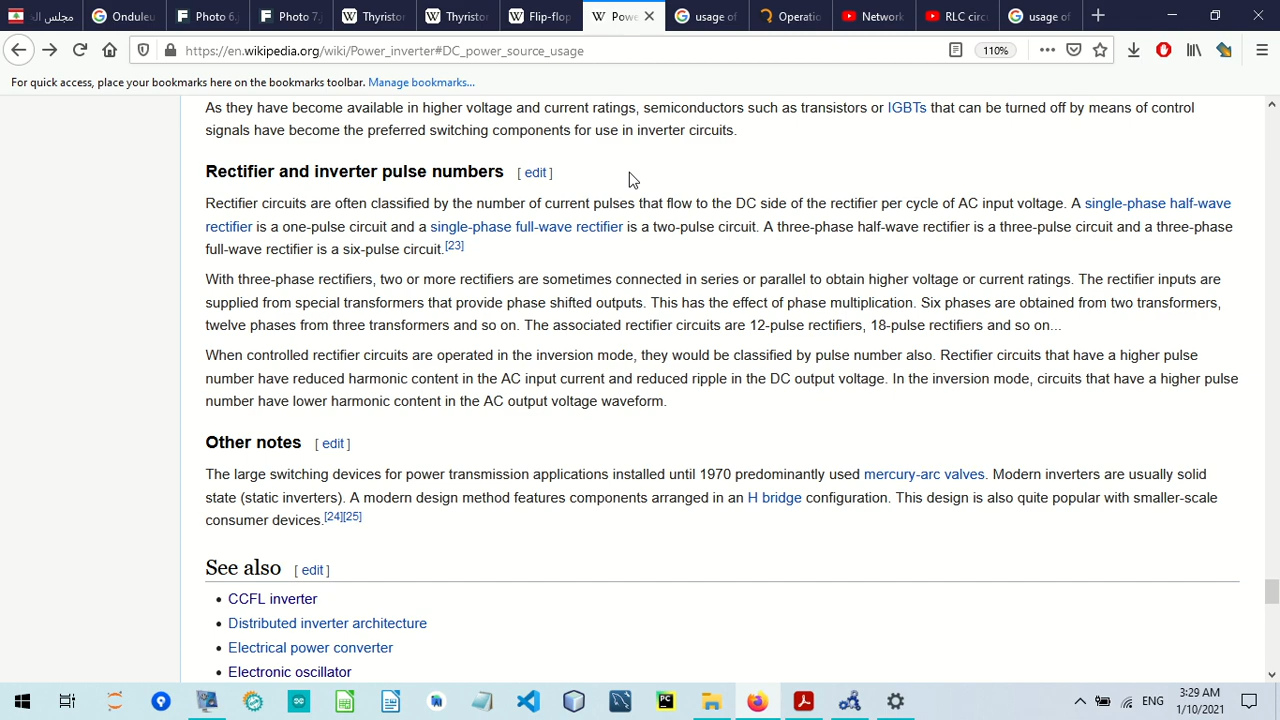 مجلس الد
Onduleu
Photo 6.
Photo 7.
Thyristor
Thyristor
Flip-flop
Powe
usage of
Operatio
Network
RLC circ
usage of
https://en.wikipedia.org/wiki/Power_inverter#DC_power_source_usage
110%
For quick access, place your bookmarks here on the bookmarks toolbar. Manage bookmarks...
As they have become available in higher voltage and current ratings, semiconductors such as transistors or IGBTs that can be turned off by means of control
signals have become the preferred switching components for use in inverter circuits.
Rectifier and inverter pulse numbers [ edit ]
Rectifier circuits are often classified by the number of current pulses that flow to the DC side of the rectifier per cycle of AC input voltage. A single-phase half-wave
rectifier is a one-pulse circuit and a single-phase full-wave rectifier is a two-pulse circuit. A three-phase half-wave rectifier is a three-pulse circuit and a three-phase
full-wave rectifier is a six-pulse circuit.[23]
With three-phase rectifiers, two or more rectifiers are sometimes connected in series or parallel to obtain higher voltage or current ratings. The rectifier inputs are
supplied from special transformers that provide phase shifted outputs. This has the effect of phase multiplication. Six phases are obtained from two transformers,
twelve phases from three transformers and so on. The associated rectifier circuits are 12-pulse rectifiers, 18-pulse rectifiers and so on...
When controlled rectifier circuits are operated in the inversion mode, they would be classified by pulse number also. Rectifier circuits that have a higher pulse
number have reduced harmonic content in the AC input current and reduced ripple in the DC output voltage. In the inversion mode, circuits that have a higher pulse
number have lower harmonic content in the AC output voltage waveform.
Other notes [ edit ]
The large switching devices for power transmission applications installed until 1970 predominantly used mercury-arc valves. Modern inverters are usually solid
state (static inverters). A modern design method features components arranged in an H bridge configuration. This design is also quite popular with smaller-scale
consumer devices.[24][25]
See also [ edit ]
CCFL inverter
Distributed inverter architecture
Electrical power converter
Electronic oscillator
ENG
3:29 AM
1/10/2021